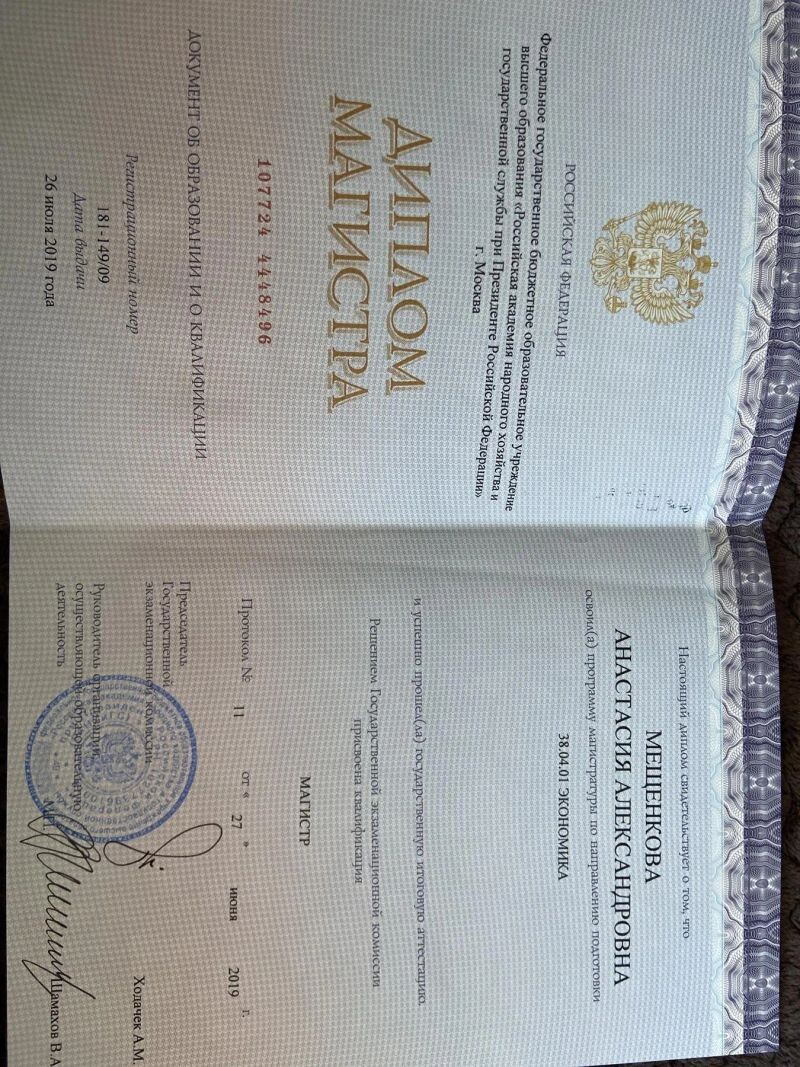 РОССИЙСКАЯ ФЕДЕРАЦИЯ
Федеральное государственное бюджетное образовательное учреждение
высшего образования «Российская академия народного хозяйства и
государственной службы при Президенте Российской Федерации»
г. Москва
ДИПЛОМ
МАГИСТРА
107724 4448496
ДОКУМЕНТ ОБ ОБРАЗОВАНИИ И О КВАЛИФИКАЦИИ
Регистрационный номер
181-149/09
Дата выдачи
26 июля 2019 года
Настоящий диплом свидетельствует о том, что
МЕЩЕНКОВА
АНАСТАСИЯ АЛЕКСАНДРОВНА
освоил(а) программу магистратуры по направлению подготовки
38.04.01 ЭКОНОМИКА
и успешно прошел(ла) государственную итоговую аттестацию.
Решением Государственной экзаменационной комиссии
присвоена квалификация
МАГИСТР
Протокол № 11 от « 27 » июня 2019 г.
Председатель
Государственной
экзаменационной комиссии
Ходачек А.М.
Руководитель организации,
осуществляющей образовательную
деятельность
М.П.
Шамахов В.А